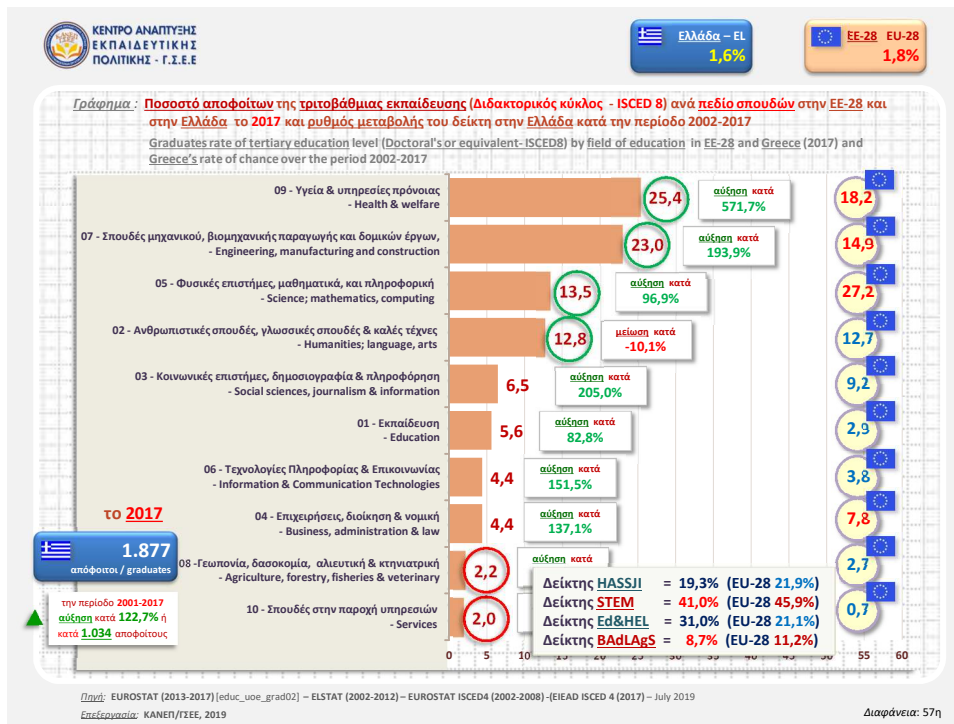 ΚΕΝΤΡΟ ΑΝΑΠΤΥΞΗΣ
ΕΚΠΑΙΔΕΥΤΙΚΗΣ
ΠΟΛΙΤΙΚΗΣ - Γ.Σ.Ε.Ε
Ελλάδα – EL
1,6%
ΕΕ-28 EU-28
1,8%
Γράφημα : Ποσοστό αποφοίτων της τριτοβάθμιας εκπαίδευσης (Διδακτορικός κύκλος - ISCED 8) ανά πεδίο σπουδών στην ΕΕ-28 και
στην Ελλάδα το 2017 και ρυθμός μεταβολής του δείκτη στην Ελλάδα κατά την περίοδο 2002-2017
Graduates rate of tertiary education level (Doctoral's or equivalent- ISCED8) by field of education in EE-28 and Greece (2017) and
Greece's rate of chance over the period 2002-2017
09 - Υγεία & υπηρεσίες πρόνοιας
- Health & welfare
25,4
αύξηση κατά
571,7%
18,2
07 - Σπουδές μηχανικού, βιομηχανικής παραγωγής και δομικών έργων,
- Engineering, manufacturing and construction
23,0
αύξηση κατά
193,9%
14,9
05 - Φυσικές επιστήμες, μαθηματικά, και πληροφορική
- Science; mathematics, computing
13,5
αύξηση κατά
96,9%
27,2
02 - Ανθρωπιστικές σπουδές, γλωσσικές σπουδές & καλές τέχνες
- Humanities; language, arts
12,8
μείωση κατά
-10,1%
12,7
03 - Κοινωνικές επιστήμες, δημοσιογραφία & πληροφόρηση
- Social sciences, journalism & information
6,5
αύξηση κατά
205,0%
9,2
01 - Εκπαίδευση
- Education
5,6
αύξηση κατά
82,8%
2,9
06 - Τεχνολογίες Πληροφορίας & Επικοινωνίας
- Information & Communication Technologies
4,4
αύξηση κατά
151,5%
3,8
04 - Επιχειρήσεις, διοίκηση & νομική
- Business, administration & law
4,4
αύξηση κατά
137,1%
7,8
08 -Γεωπονία, δασοκομία, αλιευτική & κτηνιατρική
- Agriculture, forestry, fisheries & veterinary
2,2
αύξηση κατά
2,7
10 - Σπουδές στην παροχή υπηρεσιών
- Services
2,0
0,7
το 2017
1.877
απόφοιτοι / graduates
την περίοδο 2001-2017
αύξηση κατά 122,7% ή
κατά 1.034 αποφοίτους
Δείκτης HASSJI = 19,3% (EU-28 21,9%)
Δείκτης STEM = 41,0% (EU-28 45,9%)
Δείκτης Ed&HEL = 31,0% (EU-28 21,1%)
Δείκτης BAdLAgS = 8,7% (EU-28 11,2%)
0 5 10 15 20 25 30 35 40 45 50 55 60
Πηγή: EUROSTAT (2013-2017) [educ_uoe_grad02] – ELSTAT (2002-2012) – EUROSTAT ISCED4 (2002-2008) -(EIEAD ISCED 4 (2017) – July 2019
Επεξεργασία: ΚΑΝΕΠ/ΓΣΕΕ, 2019
Διαφάνεια: 57η